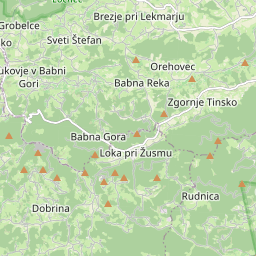 Grobelce
Brezje pri Lekmarju
Sveti Štefan
Orehovec
Babni
Gori
Babna Reka
Zgornje Tinsko
Babna Gora
Loka pri Žusmu
Rudnica
Dobrina